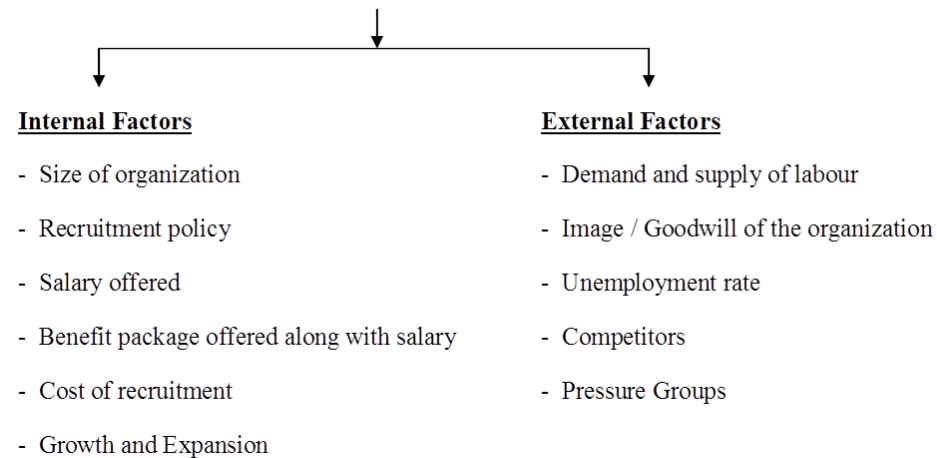 Internal Factors
- Size of organization
- Recruitment policy
- Salary offered
- Benefit package offered along with salary
- Cost of recruitment
- Growth and Expansion
External Factors
- Demand and supply of labour
- Image / Goodwill of the organization
- Unemployment rate
- Competitors
- Pressure Groups